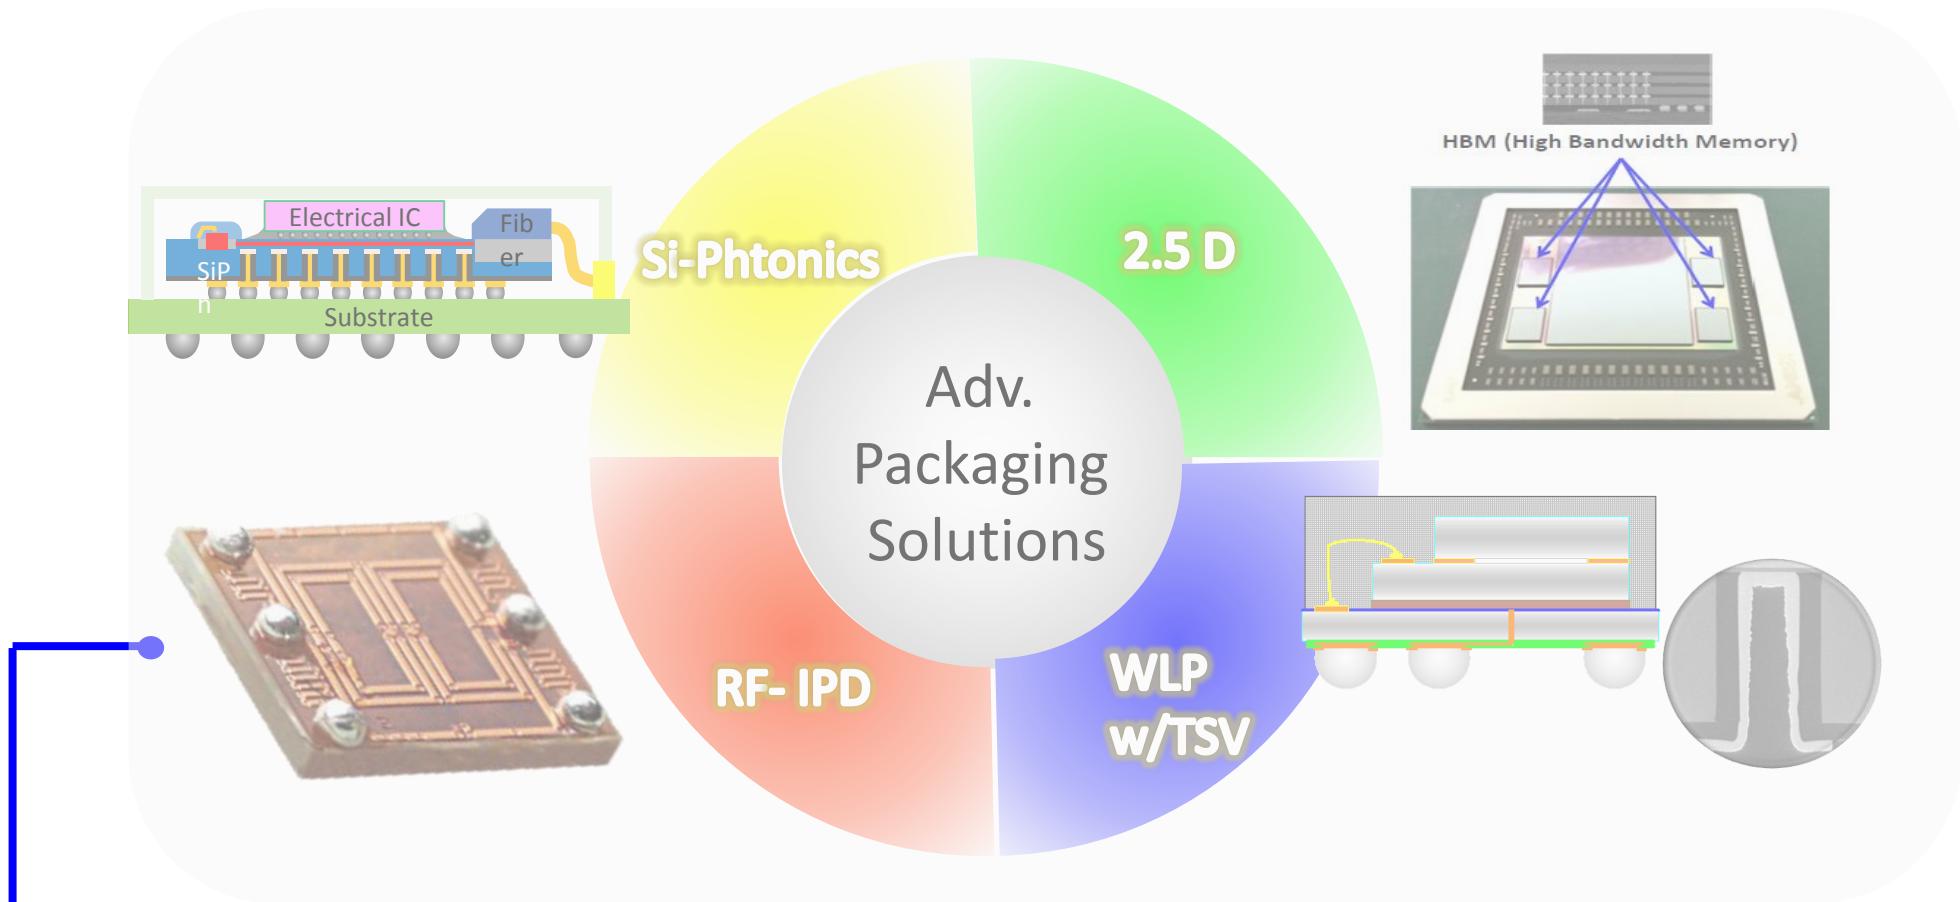 HBM (High Bandwidth Memory)
Electrical IC
Fib
er
SiP
h
Substrate
Si-Phtonics
2.5 D
Adv.
Packaging
Solutions
RF- IPD
WLP
w/TSV